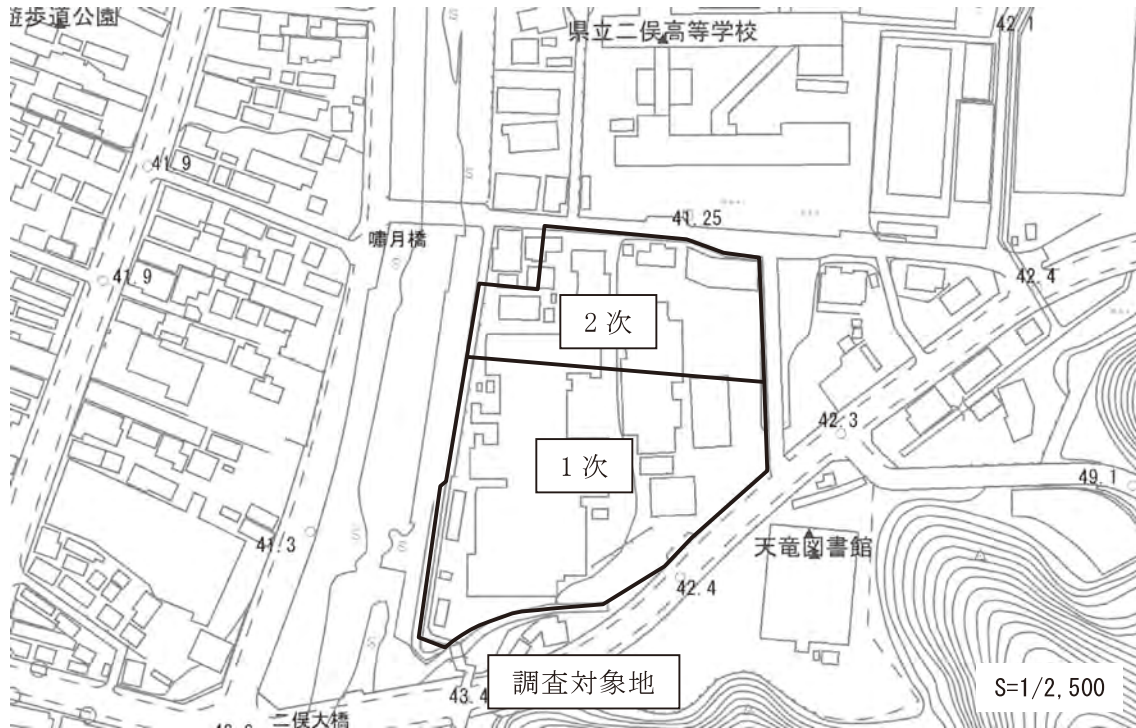 遊歩道公園
県立二俣高等学校
42.1
41.9
41.25
嘯月橋
41.9
42.4
2次
42.3
1次
49.1
41.3
天竜図書館
42.4
調査対象地
43.4
S=1/2,500
二俣大橋